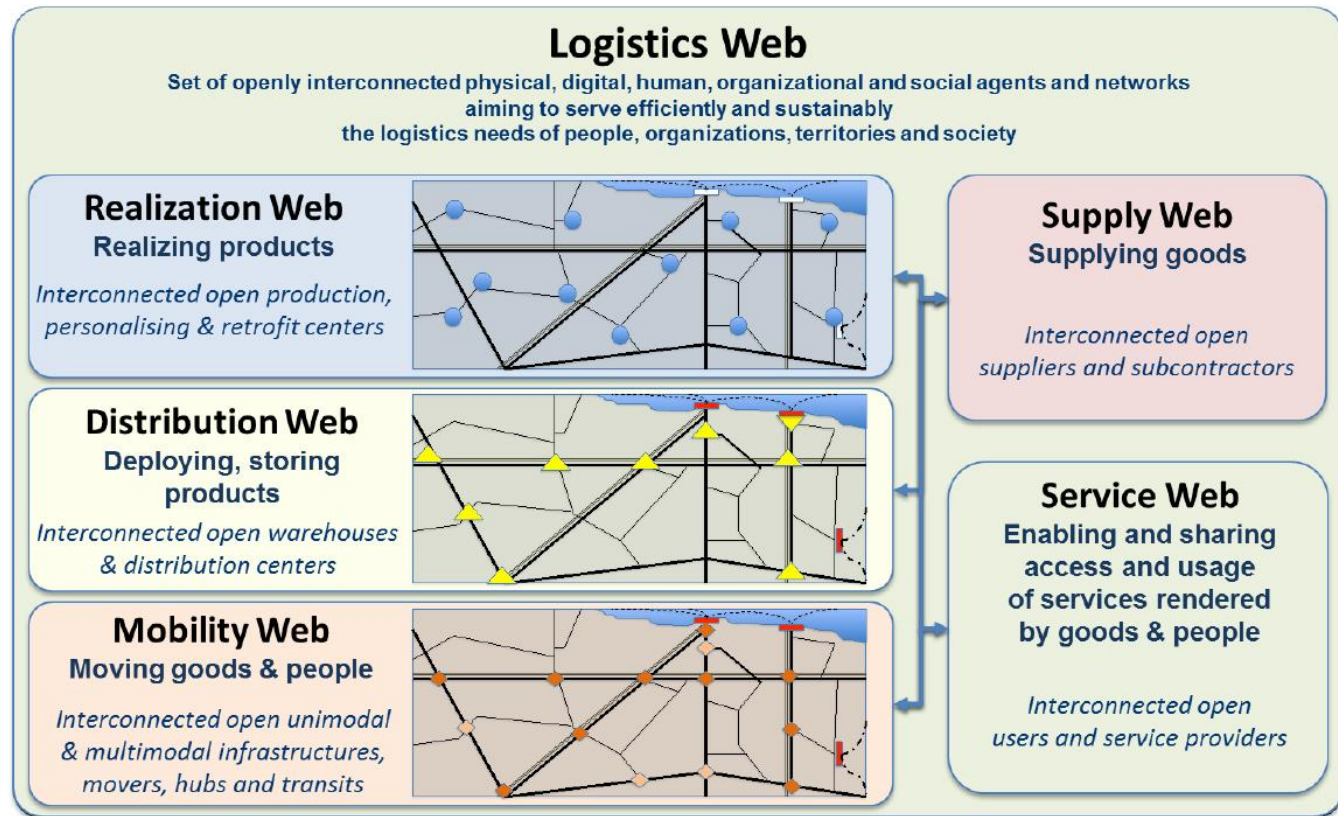 Logistics Web
Set of openly interconnected physical, digital, human, organizational and social agents and networks
aiming to serve efficiently and sustainably
the logistics needs of people, organizations, territories and society
Realization Web
Realizing products
Interconnected open production,
personalising & retrofit centers
Distribution Web
Deploying, storing
products
Interconnected open warehouses
& distribution centers
Mobility Web
Moving goods & people
Interconnected open unimodal
& multimodal infrastructures,
movers, hubs and transits
Supply Web
Supplying goods
Interconnected open
suppliers and subcontractors
Service Web
Enabling and sharing
access and usage
of services rendered
by goods & people
Interconnected open
users and service providers